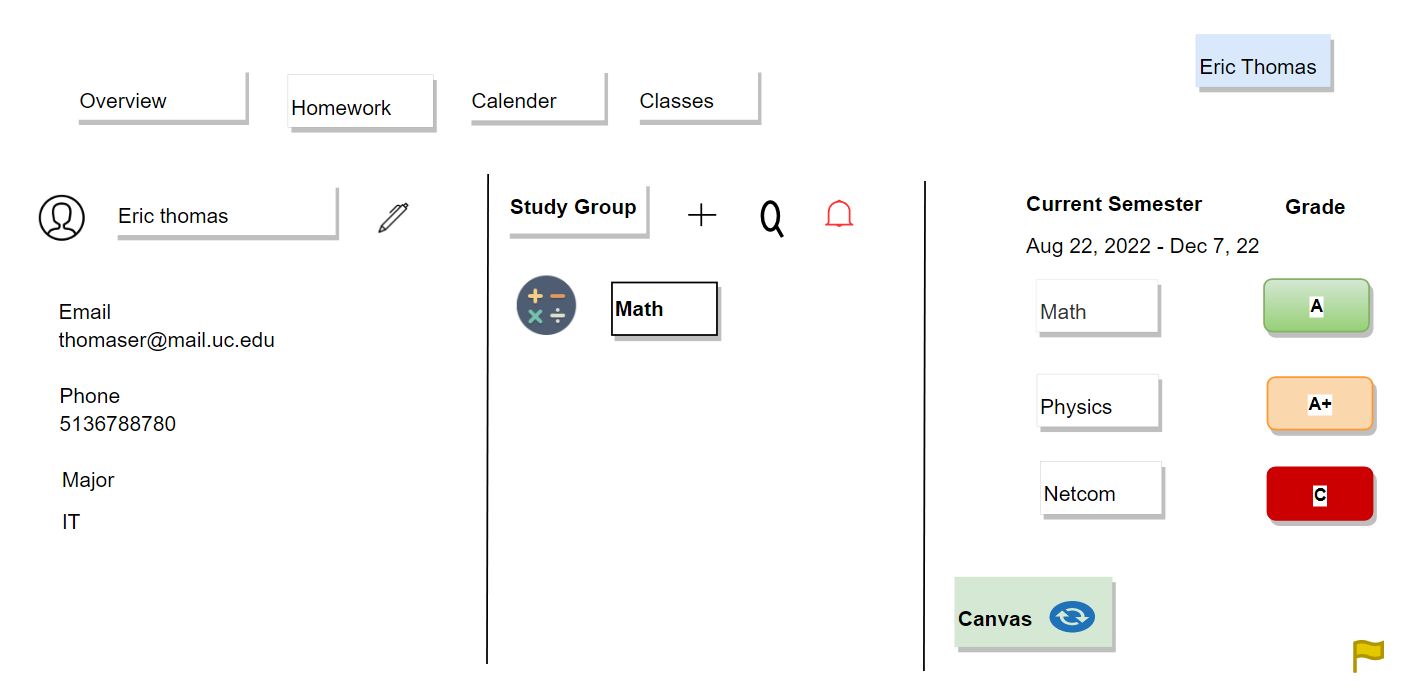 Eric Thomas
Overview
Homework
Calender
Classes
Eric thomas
Email
thomaser@mail.uc.edu
Phone
5136788780
Major
IT
Study Group
Math
Current Semester
Grade
Aug 22, 2022 - Dec 7, 22
Math
A
Physics
A+
Netcom
C
Canvas